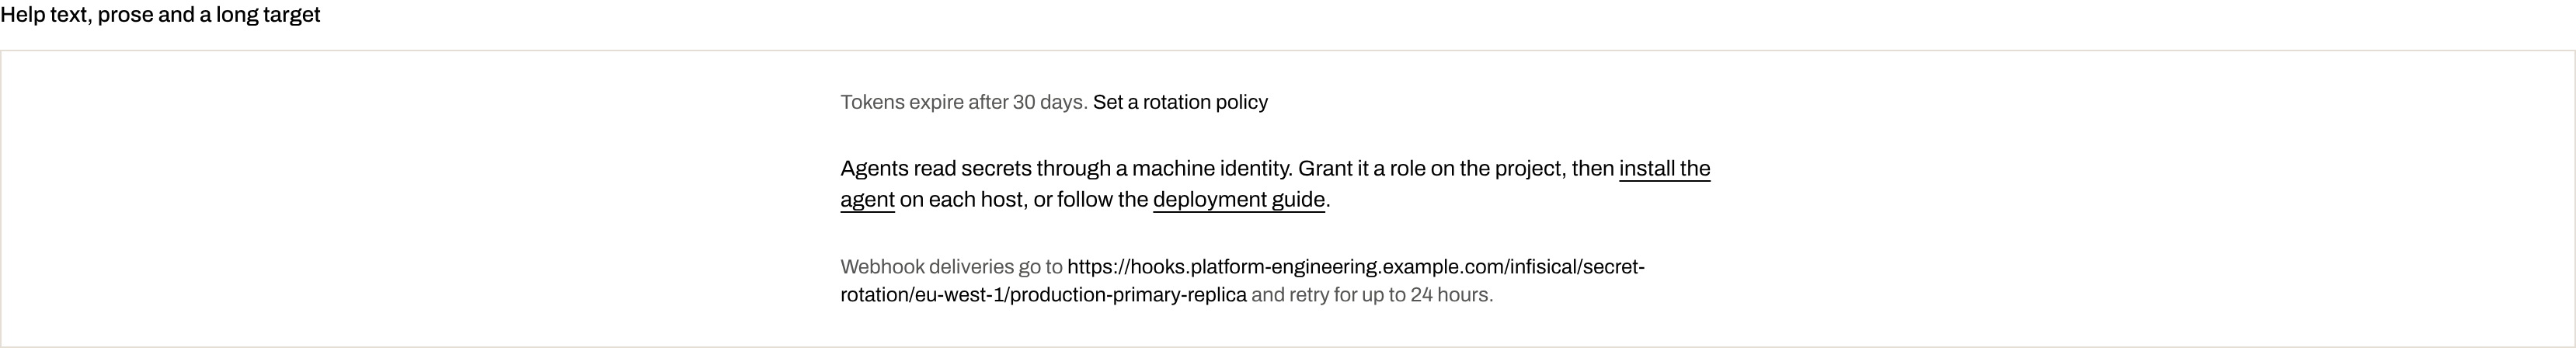 Help text, prose and a long target
Tokens expire after 30 days. Set a rotation policy
Agents read secrets through a machine identity. Grant it a role on the project, then install the
agent on each host, or follow the deployment guide.
Webhook deliveries go to https://hooks.platform-engineering.example.com/infisical/secret-
rotation/eu-west-1/production-primary-replica and retry for up to 24 hours.